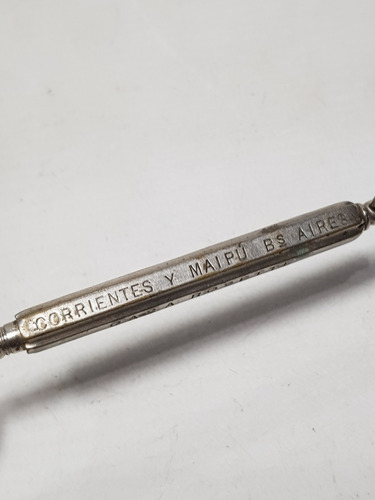 CORRIENTES Y MAIPÚ BS AIRES